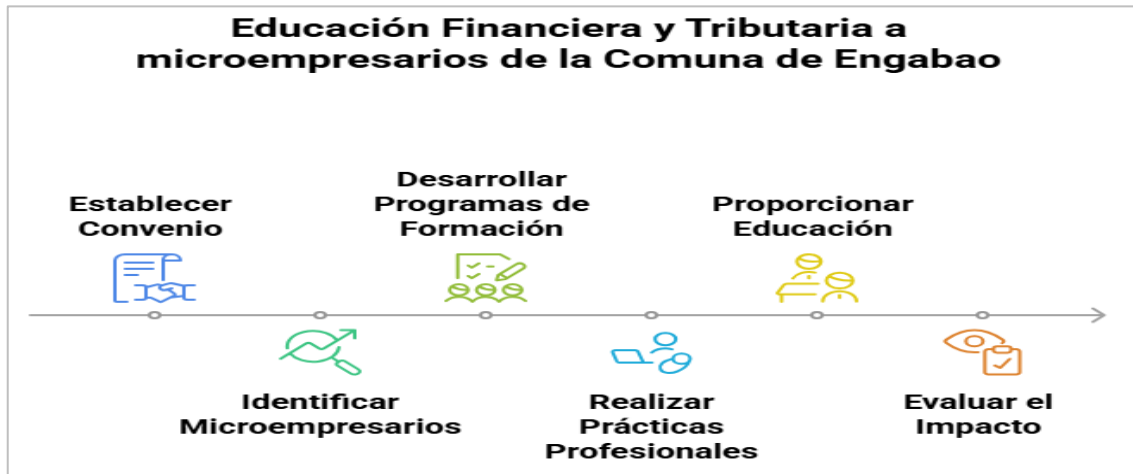 Educación Financiera y Tributaria a
microempresarios de la Comuna de Engabao
Establecer
Convenio
Identificar
Microempresarios
Desarrollar
Programas de
Formación
Realizar
Prácticas
Profesionales
Proporcionar
Educación
Evaluar el
Impacto